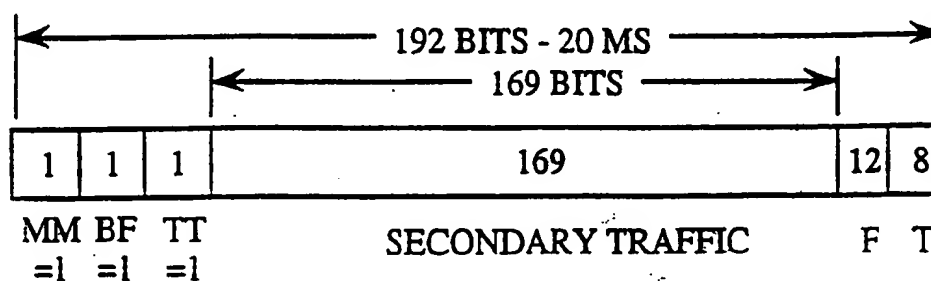 192 BITS - 20 MS
169 BITS
1 1 1 169 12 8
MM BF TT SECONDARY TRAFFIC F T
=1 =1 =1